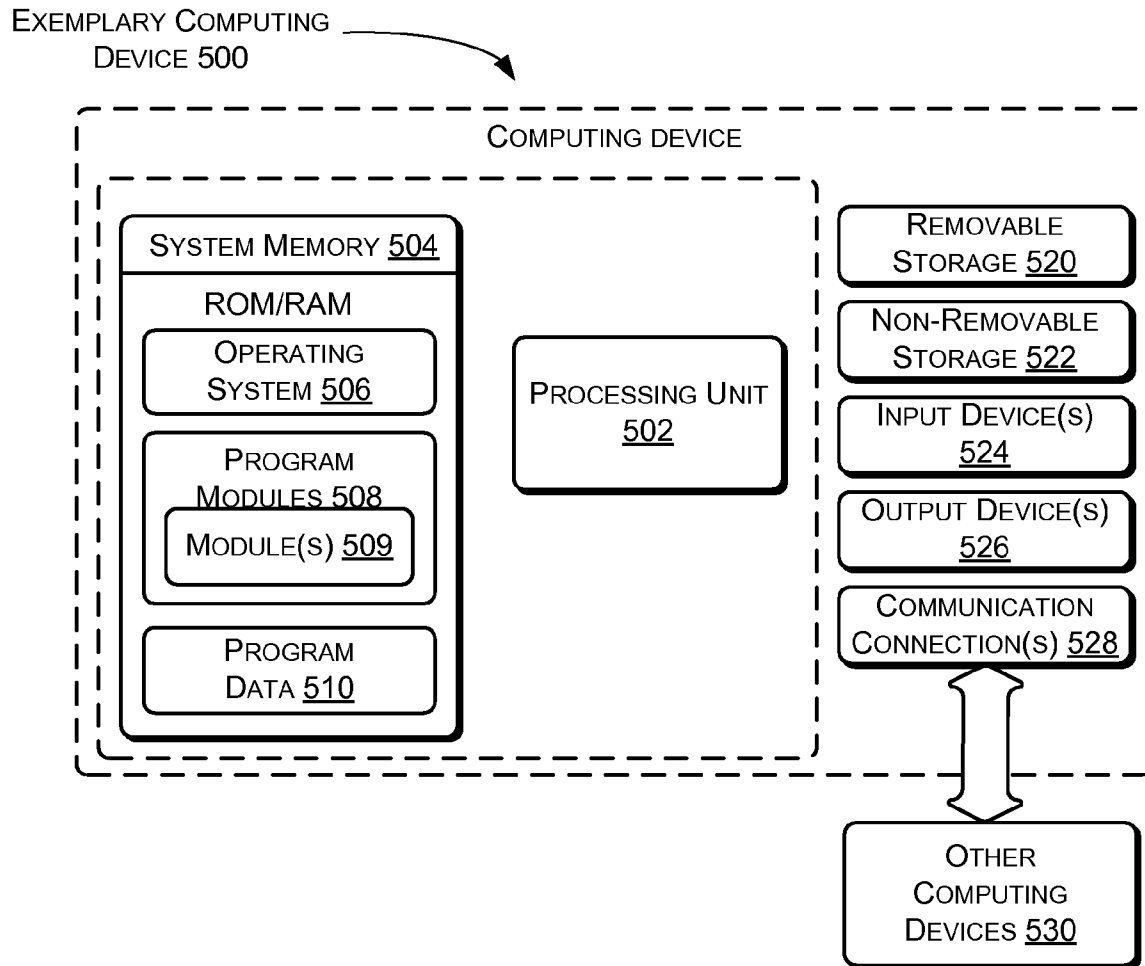 EXEMPLARY COMPUTING
DEVICE 500
COMPUTING DEVICE
SYSTEM MEMORY 504
ROM/RAM
OPERATING
SYSTEM 506
PROGRAM
MODULES 508
MODULE(S) 509
PROGRAM
DATA 510
PROCESSING UNIT
502
REMOVABLE
STORAGE 520
NON-REMOVABLE
STORAGE 522
INPUT DEVICE(S)
524
OUTPUT DEVICE(S)
526
COMMUNICATION
CONNECTION(S) 528
OTHER
COMPUTING
DEVICES 530